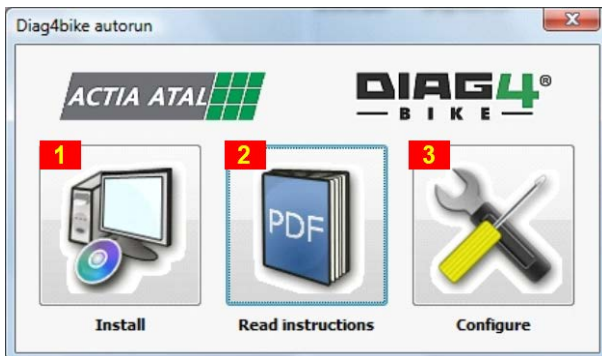 Diag4bike autorun
ACTIA ATAL
DIAG4®
BIKE
1
2
3
PDF
Install
Read instructions
Configure